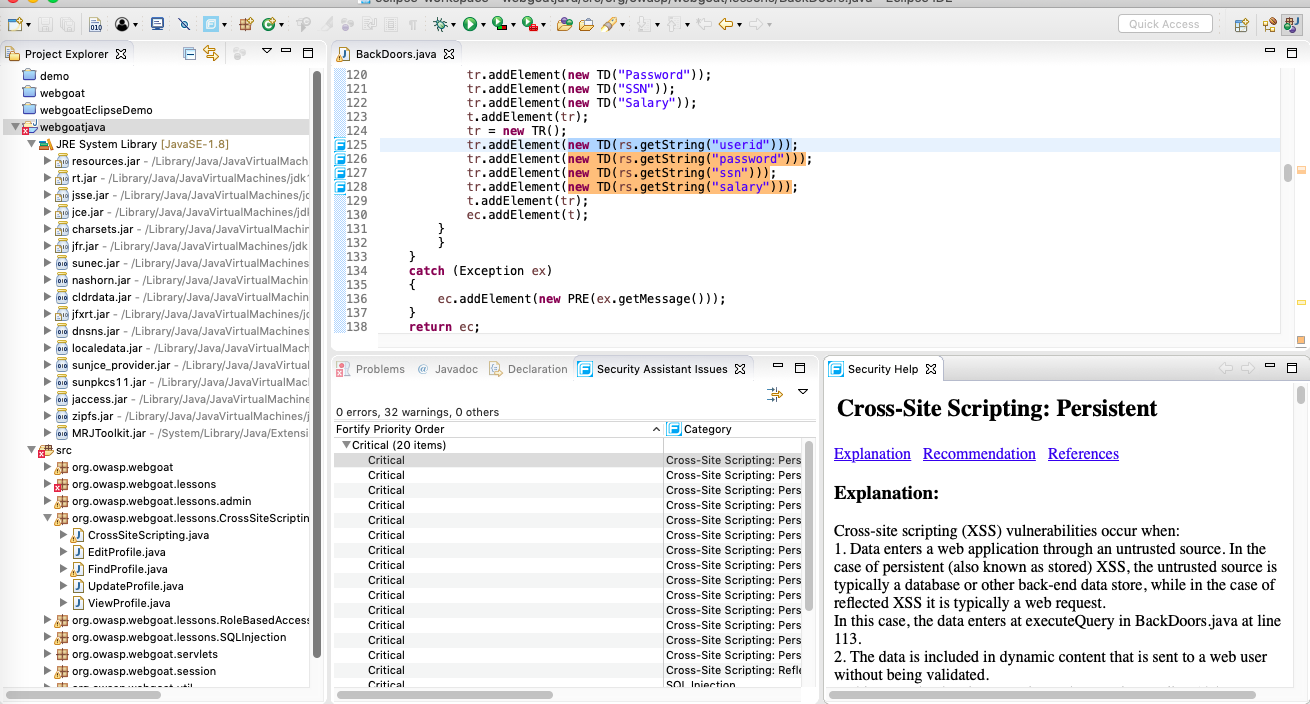 eclipse-workspace - webgoatjava/src/org/owasp/webgoat/lessons/BackDoors.java - Eclipse IDE
Quick Access
Project Explorer
demo
webgoat
webgoatEclipseDemo
webgoatjava
JRE System Library [JavaSE-1.8]
resources.jar - /Library/Java/JavaVirtualMach
rt.jar - /Library/Java/JavaVirtualMachines/jdk1
jsse.jar - /Library/Java/JavaVirtualMachines/j
jce.jar - /Library/Java/JavaVirtualMachines/jdk
charsets.jar - /Library/Java/JavaVirtualMachin
jfr.jar - /Library/Java/JavaVirtualMachines/jdk
sunec.jar - /Library/Java/JavaVirtualMachines
nashorn.jar - /Library/Java/JavaVirtualMachin
cldrdata.jar - /Library/Java/JavaVirtualMachin
jfxrt.jar - /Library/Java/JavaVirtualMachines/j
dnsns.jar - /Library/Java/JavaVirtualMachines
localedata.jar - /Library/Java/JavaVirtualMach
sunjce_provider.jar - /Library/Java/JavaVirtual
sunpkcs11.jar - /Library/Java/JavaVirtualMach
jaccess.jar - /Library/Java/JavaVirtualMachine
zipfs.jar - /Library/Java/JavaVirtualMachines/j
MRJToolkit.jar - /System/Library/Java/Extensi
src
org.owasp.webgoat
org.owasp.webgoat.lessons
org.owasp.webgoat.lessons.admin
org.owasp.webgoat.lessons.CrossSiteScriptin
CrossSiteScripting.java
EditProfile.java
FindProfile.java
UpdateProfile.java
ViewProfile.java
org.owasp.webgoat.lessons.RoleBasedAccess
org.owasp.webgoat.lessons.SQLInjection
org.owasp.webgoat.servlets
org.owasp.webgoat.session
org.owasp.webgoat.util
BackDoors.java
120 tr.addElement(new TD("Password"));
121 tr.addElement(new TD("SSN"));
122 tr.addElement(new TD("Salary"));
123 t.addElement(tr);
124 tr = new TR();
125 tr.addElement(new TD(rs.getString("userid")));
126 tr.addElement(new TD(rs.getString("password")));
127 tr.addElement(new TD(rs.getString("ssn")));
128 tr.addElement(new TD(rs.getString("salary")));
129 t.addElement(tr);
130 ec.addElement(t);
131 }
132 }
133 }
134 catch (Exception ex)
135 {
136 ec.addElement(new PRE(ex.getMessage()));
137 }
138 return ec;
Problems @ Javadoc Declaration Security Assistant Issues
0 errors, 32 warnings, 0 others
Fortify Priority Order Category
Critical (20 items)
Critical Cross-Site Scripting: Pers
Critical Cross-Site Scripting: Pers
Critical Cross-Site Scripting: Pers
Critical Cross-Site Scripting: Pers
Critical Cross-Site Scripting: Pers
Critical Cross-Site Scripting: Pers
Critical Cross-Site Scripting: Pers
Critical Cross-Site Scripting: Pers
Critical Cross-Site Scripting: Pers
Critical Cross-Site Scripting: Pers
Critical Cross-Site Scripting: Pers
Critical Cross-Site Scripting: Pers
Critical Cross-Site Scripting: Pers
Critical Cross-Site Scripting: Pers
Critical Cross-Site Scripting: Refle
Critical SQL Injection
Security Help
Cross-Site Scripting: Persistent
Explanation Recommendation References
Explanation:
Cross-site scripting (XSS) vulnerabilities occur when:
1. Data enters a web application through an untrusted source. In the
case of persistent (also known as stored) XSS, the untrusted source is
typically a database or other back-end data store, while in the case of
reflected XSS it is typically a web request.
In this case, the data enters at executeQuery in BackDoors.java at line
113.
2. The data is included in dynamic content that is sent to a web user
without being validated.